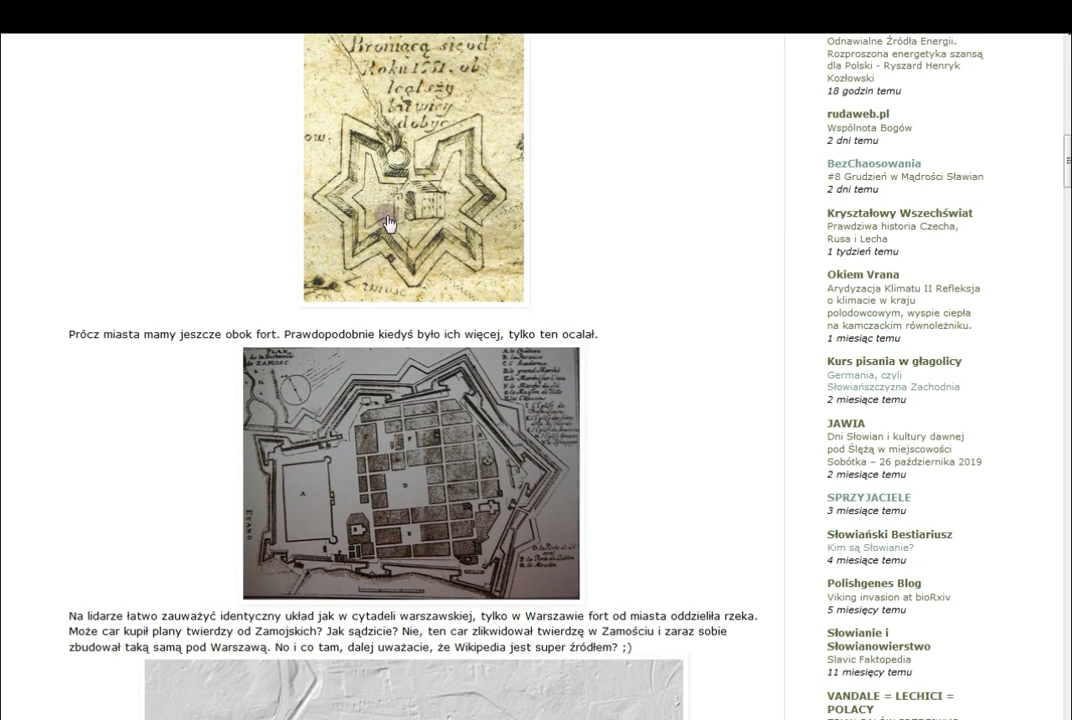 Broniącą się od
Roku 1751. ob
dobyc
ow.
Zamosc
Prócz miasta mamy jeszcze obok fort. Prawdopodobnie kiedyś było ich więcej, tylko ten ocalał.
PLAN
ZAMOSC
A
D
E
Na lidarze łatwo zauważyć identyczny układ jak w cytadeli warszawskiej, tylko w Warszawie fort od miasta oddzieliła rzeka.
Może car kupił plany twierdzy od Zamojskich? Jak sądzicie? Nie, ten car zlikwidował twierdzę w Zamościu i zaraz sobie
zbudował taką samą pod Warszawą. No i co tam, dalej uważacie, że Wikipedia jest super źródłem? ;)
Odnawialne Źródła Energii.
Rozproszona energetyka szansą
dla Polski - Ryszard Henryk
Kozłowski
18 godzin temu
rudaweb.pl
Wspólnota Bogów
2 dni temu
BezChaosowania
#8 Grudzień w Mądrości Sławian
2 dni temu
Kryształowy Wszechświat
Prawdziwa historia Czecha,
Rusa i Lecha
1 tydzień temu
Okiem Vrana
Arydyzacja Klimatu II Refleksja
o klimacie w kraju
polodowcowym, wyspie ciepła
na kamczackim równoleżniku.
1 miesiąc temu
Kurs pisania w głagolicy
Germania, czyli
Słowiańszczyzna Zachodnia
2 miesiące temu
JAWIA
Dni Słowian i kultury dawnej
pod Ślężą w miejscowości
Sobótka – 26 października 2019
2 miesiące temu
SPRZYJACIELE
3 miesiące temu
Słowiański Bestiariusz
Kim są Słowianie?
4 miesiące temu
Polishgenes Blog
Viking invasion at bioRxiv
5 miesięcy temu
Słowianie i
Słowianowierstwo
Slavic Faktopedia
11 miesięcy temu
VANDALE = LECHICI =
POLACY